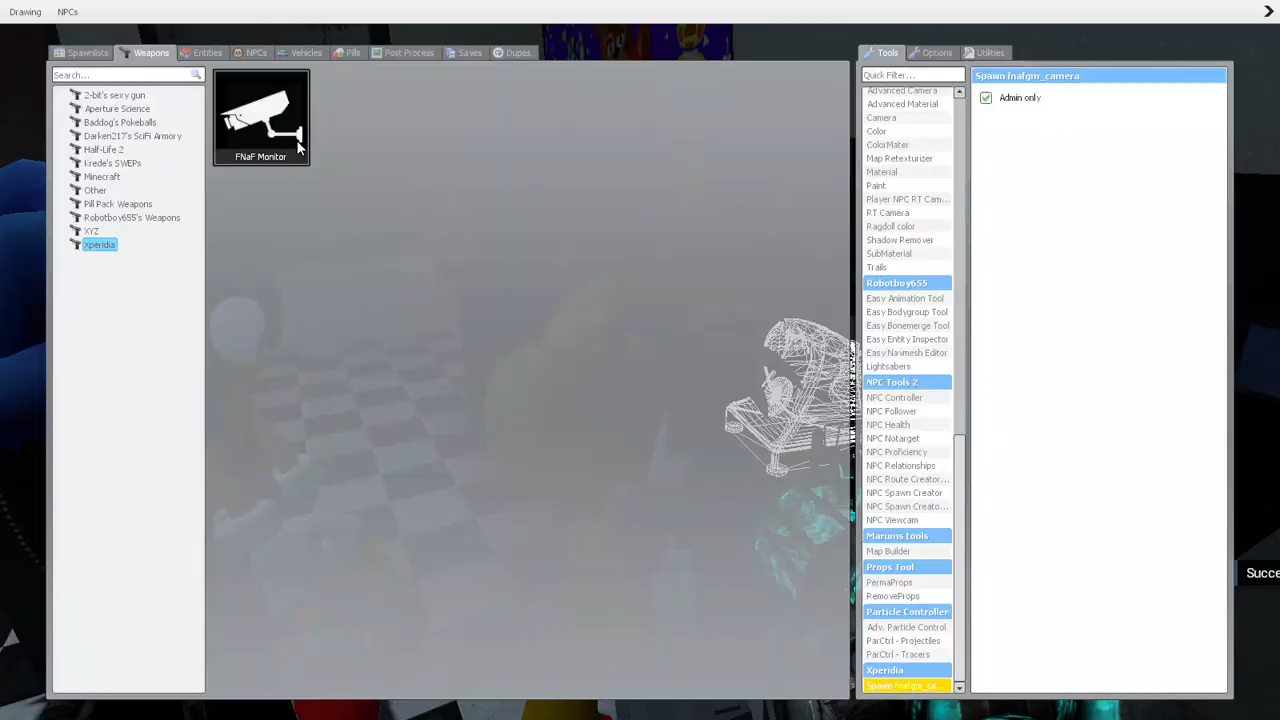 Drawing NPCs
Spawnlists Weapons Entities NPCs Vehicles Pills Post Process Saves Dupes
Search...
2-bit's sexy gun
Aperture Science
Baddog's Pokeballs
Darken217's SciFi Armory
Half-Life 2
Krede's SWEPs
Minecraft
Other
Pill Pack Weapons
Robotboy655's Weapons
XYZ
Xperidia
FNaF Monitor
Tools Options Utilities
Quick Filter...
Advanced Camera
Advanced Material
Camera
Color
ColorMater
Map Retexturizer
Material
Paint
Player NPC RT Cam...
RT Camera
Ragdoll color
Shadow Remover
SubMaterial
Trails
Robotboy655
Easy Animation Tool
Easy Bodygroup Tool
Easy Bonemerge Tool
Easy Entity Inspector
Easy Navmesh Editor
Lightsabers
NPC Tools 2
NPC Controller
NPC Follower
NPC Health
NPC Notarget
NPC Proficiency
NPC Relationships
NPC Route Creator...
NPC Spawn Creator
NPC Spawn Creato...
NPC Viewcam
Marums tools
Map Builder
Props Tool
PermaProps
RemoveProps
Particle Controller
Adv. Particle Control
ParCtrl - Projectiles
ParCtrl - Tracers
Xperidia
Spawn fnafgm_ca...
Spawn fnafgm_camera
Admin only
Succe